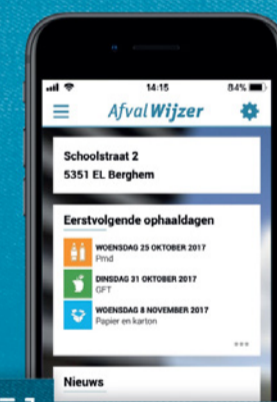 14:15
84%
AfvalWijzer
Schoolstraat 2
5351 EL Berghem
Eerstvolgende ophaaldagen
WOENSDAG 25 OKTOBER 2017
Pmd
DINSDAG 31 OKTOBER 2017
GFT
WOENSDAG 8 NOVEMBER 2017
Papier en karton
Nieuws